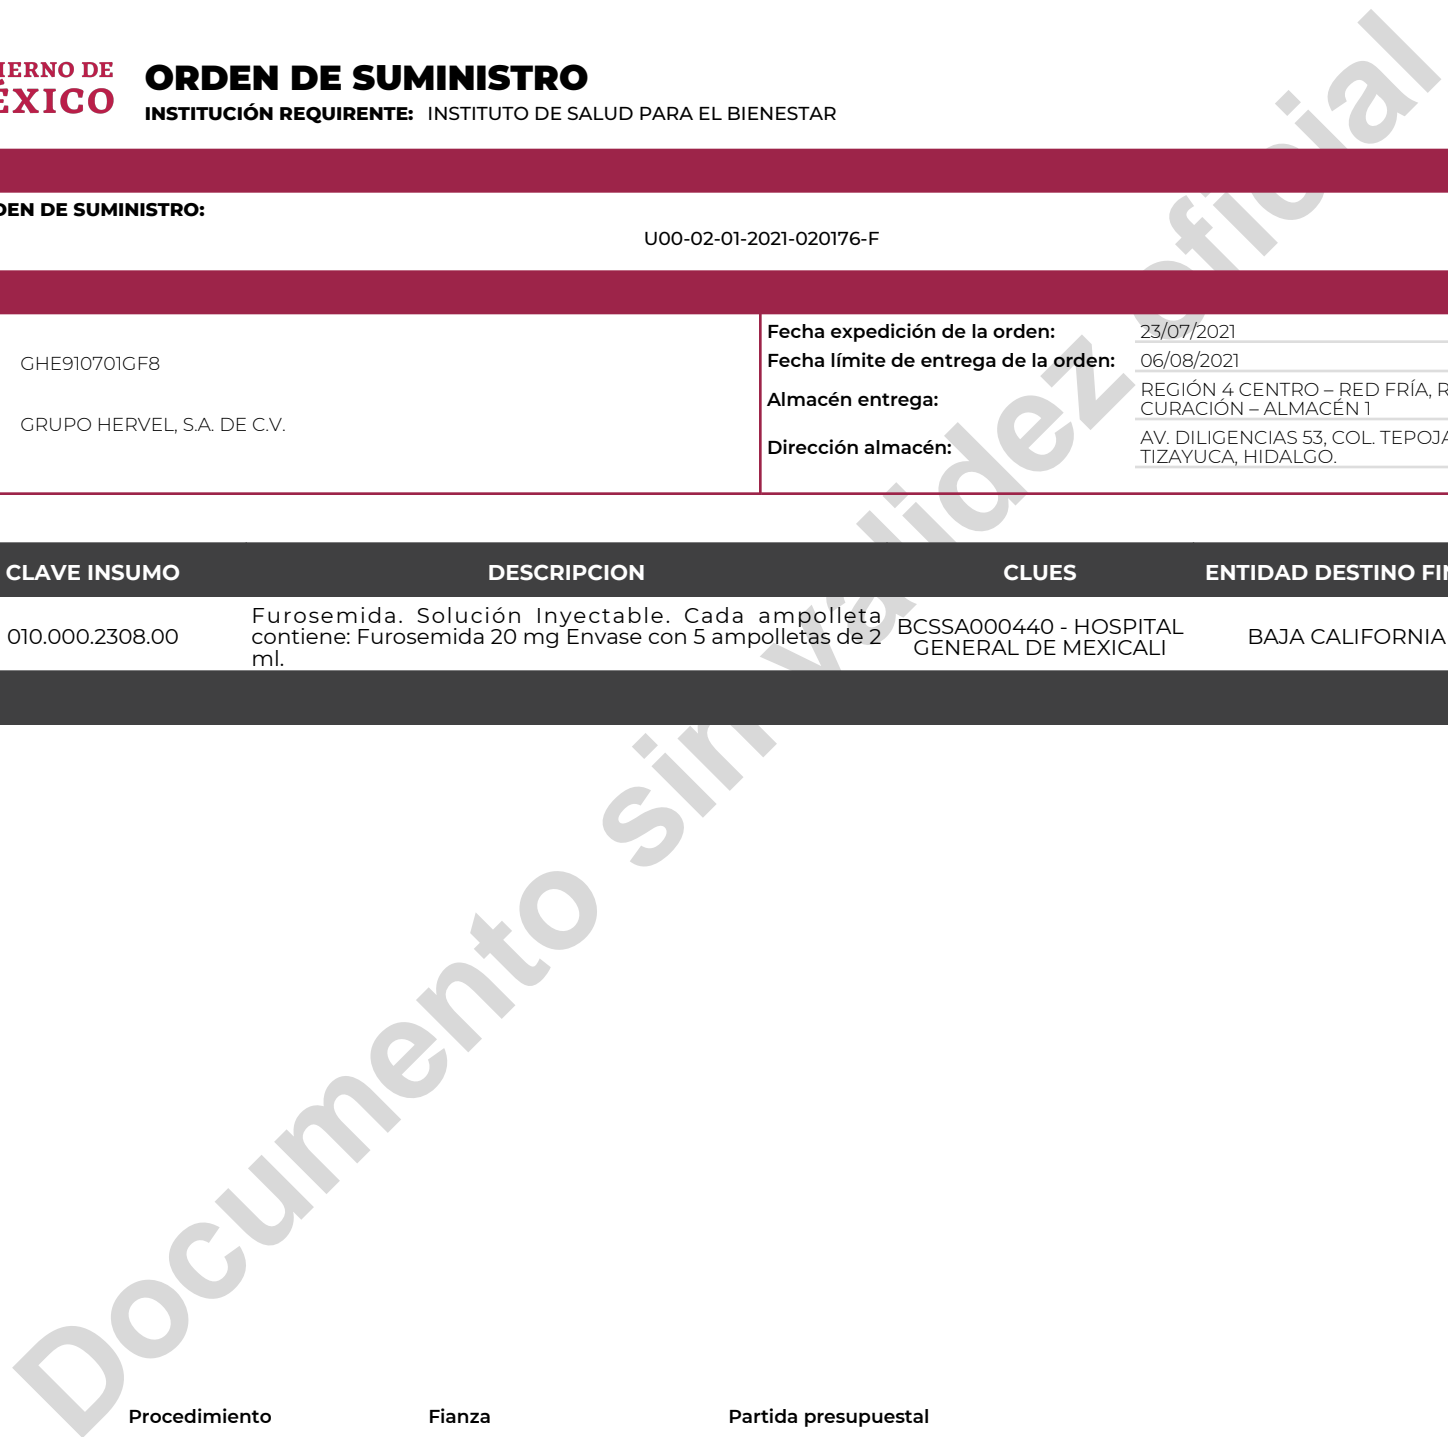 IERNO DE
ÉXICO
ORDEN DE SUMINISTRO
INSTITUCIÓN REQUIRENTE: INSTITUTO DE SALUD PARA EL BIENESTAR
DEN DE SUMINISTRO:
U00-02-01-2021-020176-F
GHE910701GF8
GRUPO HERVEL, S.A. DE C.V.
Fecha expedición de la orden: 23/07/2021
Fecha límite de entrega de la orden: 06/08/2021
Almacén entrega: REGIÓN 4 CENTRO – RED FRÍA, R
CURACIÓN – ALMACÉN 1
Dirección almacén: AV. DILIGENCIAS 53, COL. TEPOJA
TIZAYUCA, HIDALGO.
CLAVE INSUMO DESCRIPCION CLUES ENTIDAD DESTINO FIN
010.000.2308.00
Furosemida. Solución Inyectable. Cada ampolleta
contiene: Furosemida 20 mg Envase con 5 ampolletas de 2
ml.
BCSSA000440 - HOSPITAL
GENERAL DE MEXICALI
BAJA CALIFORNIA
Documento sin validez oficial
Procedimiento Fianza Partida presupuestal